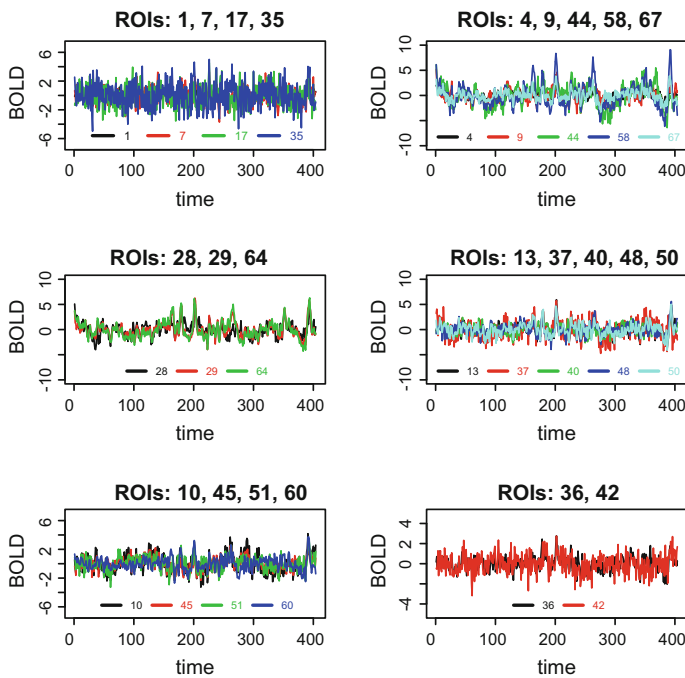 ROIs: 1, 7, 17, 35
BOLD
6
2
-2
-6
1 7 17 35
0 100 200 300 400
time
ROIs: 4, 9, 44, 58, 67
BOLD
10
5
0
-10
4 9 44 58 67
0 100 200 300 400
time
ROIs: 28, 29, 64
BOLD
10
5
0
-10
28 29 64
0 100 200 300 400
time
ROIs: 13, 37, 40, 48, 50
BOLD
10
5
0
-10
13 37 40 48 50
0 100 200 300 400
time
ROIs: 10, 45, 51, 60
BOLD
6
2
-2
-6
10 45 51 60
0 100 200 300 400
time
ROIs: 36, 42
BOLD
4
2
0
-4
36 42
0 100 200 300 400
time